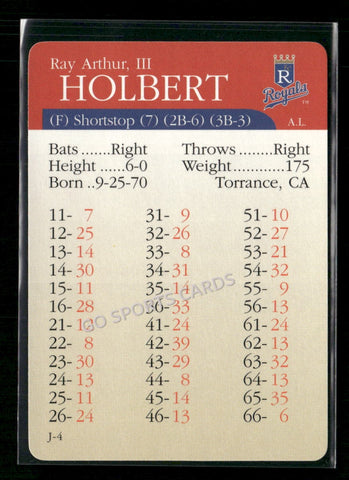 Ray Arthur, III
HOLBERT
R
Royals
TM
(F) Shortstop (7) (2B-6) (3B-3)
A.L.
Bats .......Right Throws ........Right
Height ......6-0 Weight.............175
Born ..9-25-70 Torrance, CA
11- 7 31- 9 51- 10
12- 25 32- 26 52- 27
13- 14 33- 8 53- 21
14- 30 34- 31 54- 32
15- 11 35- 14 55- 9
16- 28 36- 33 56- 13
21- 41- 24 61- 24
22- 8 42- 13 62- 13
23- 30 43- 29 63- 13
24- 13 44- 8 64- 13
25- 11 45- 14 65- 35
26- 24 46- 13 66- 6
J-4
GO SPORTS CARDS